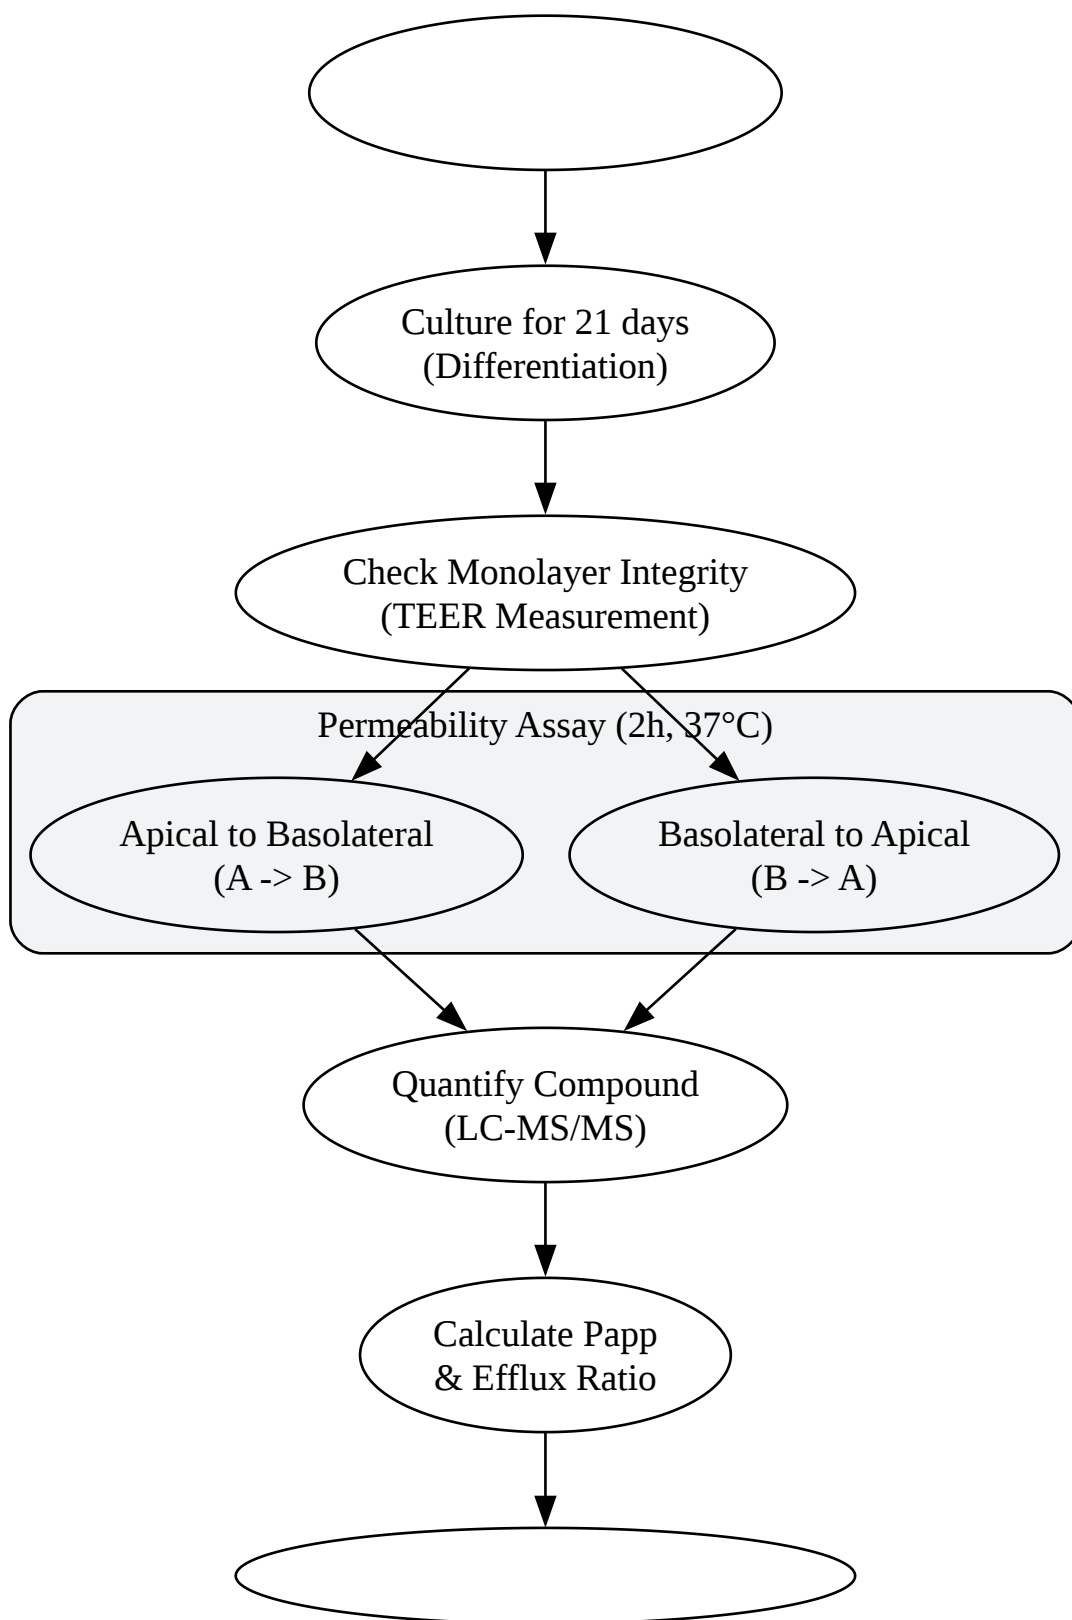 Culture for 21 days
(Differentiation)
Check Monolayer Integrity
(TEER Measurement)
Permeability Assay (2h, 37°C)
Apical to Basolateral
(A -> B)
Basolateral to Apical
(B -> A)
Quantify Compound
(LC-MS/MS)
Calculate Papp
& Efflux Ratio